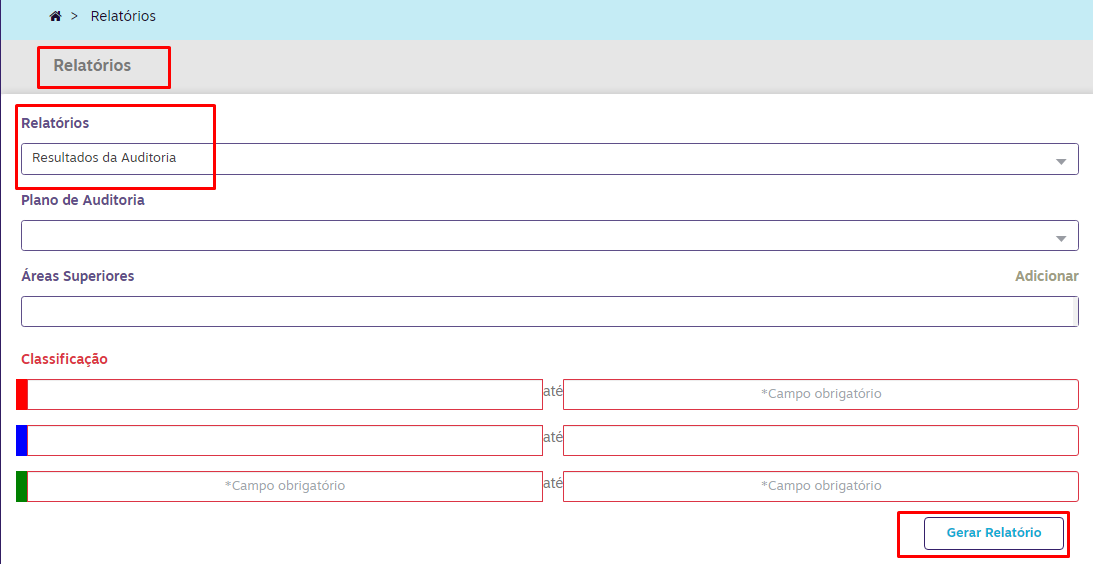 > Relatórios
Relatórios
Relatórios
Resultados da Auditoria
Plano de Auditoria
Áreas Superiores Adicionar
Classificação
até *Campo obrigatório
até
*Campo obrigatório até *Campo obrigatório
Gerar Relatório